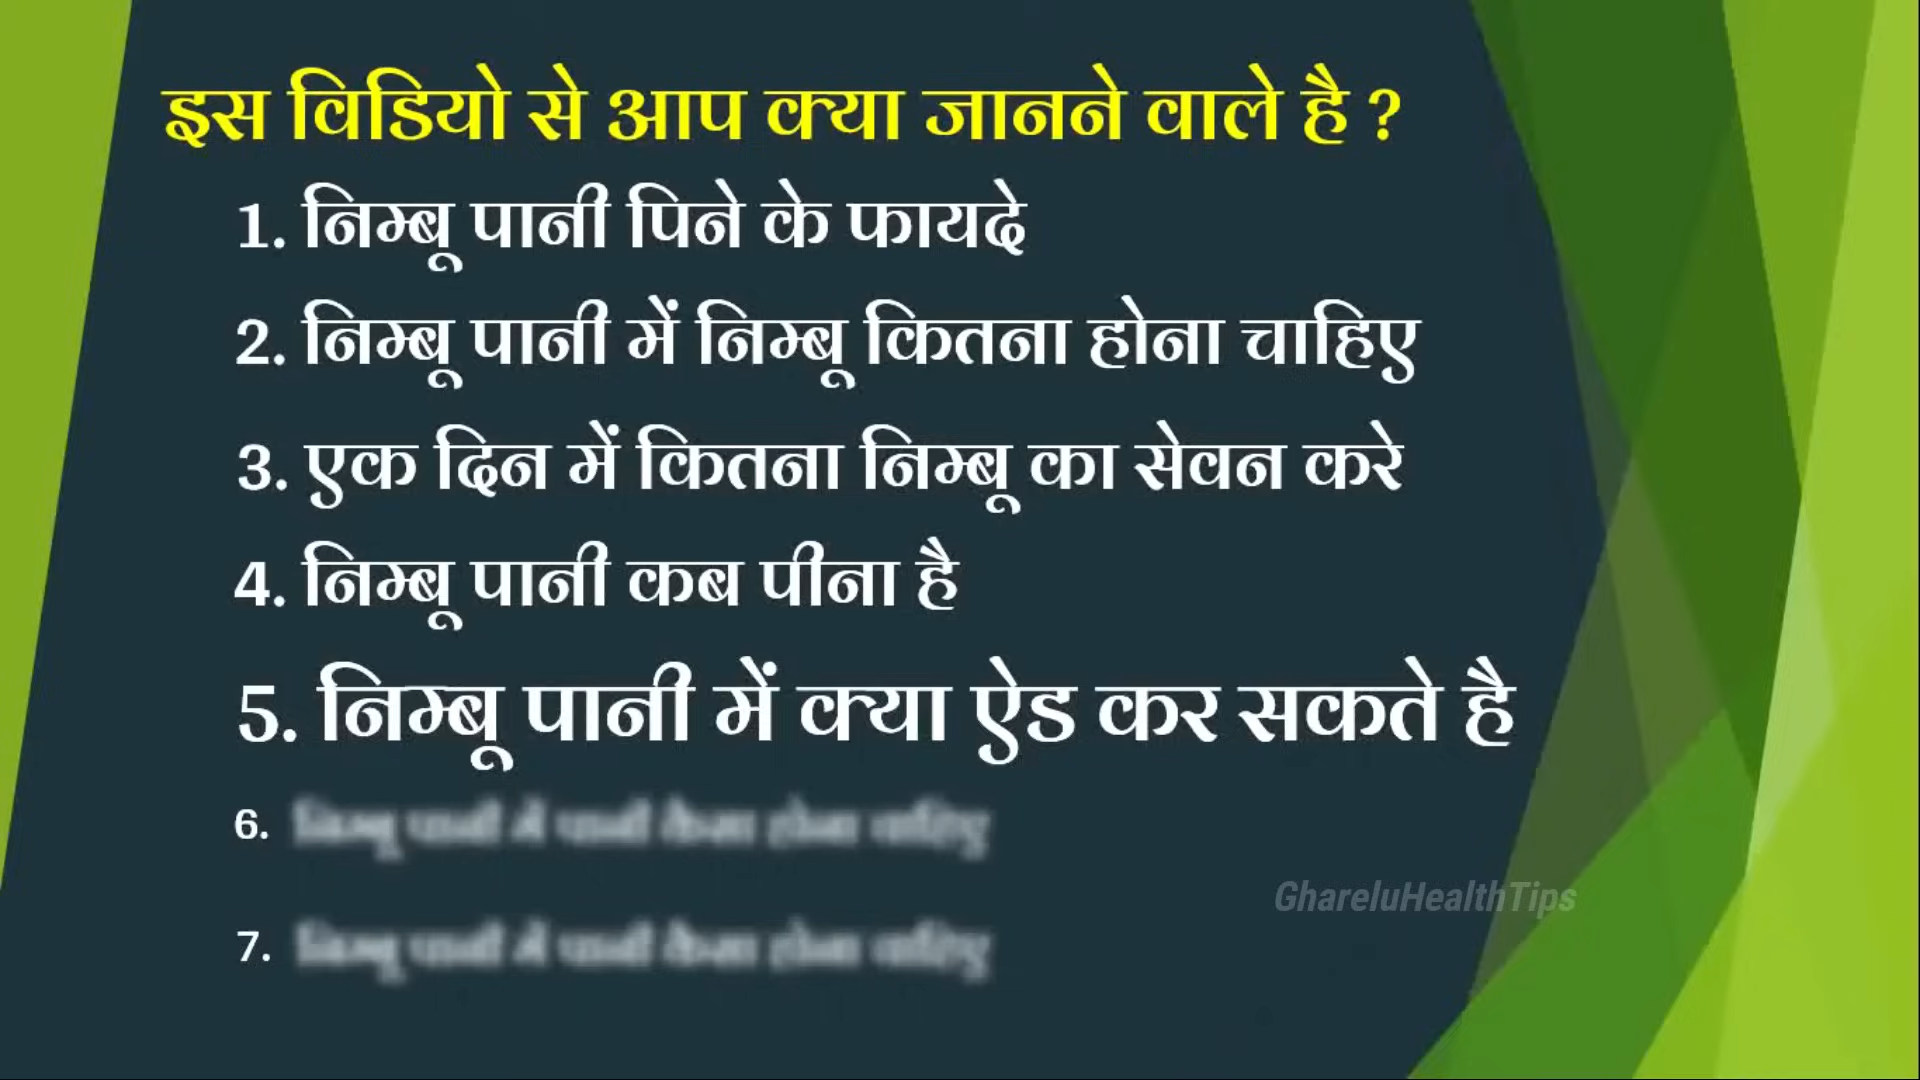 इस विडियो से आप क्या जानने वाले है ?
1. निम्बू पानी पिने के फायदे
2. निम्बू पानी में निम्बू कितना होना चाहिए
3. एक दिन में कितना निम्बू का सेवन करे
4. निम्बू पानी कब पीना है
5. निम्बू पानी में क्या ऐड कर सकते है
6.
GhareluHealthTips
7.